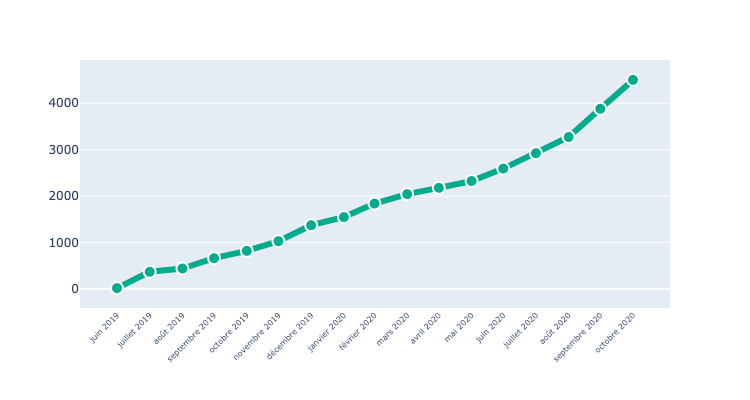 4000
3000
2000
1000
0
juin 2019
juillet 2019
août 2019
septembre 2019
octobre 2019
novembre 2019
décembre 2019
janvier 2020
février 2020
mars 2020
avril 2020
mai 2020
juin 2020
juillet 2020
août 2020
septembre 2020
octobre 2020